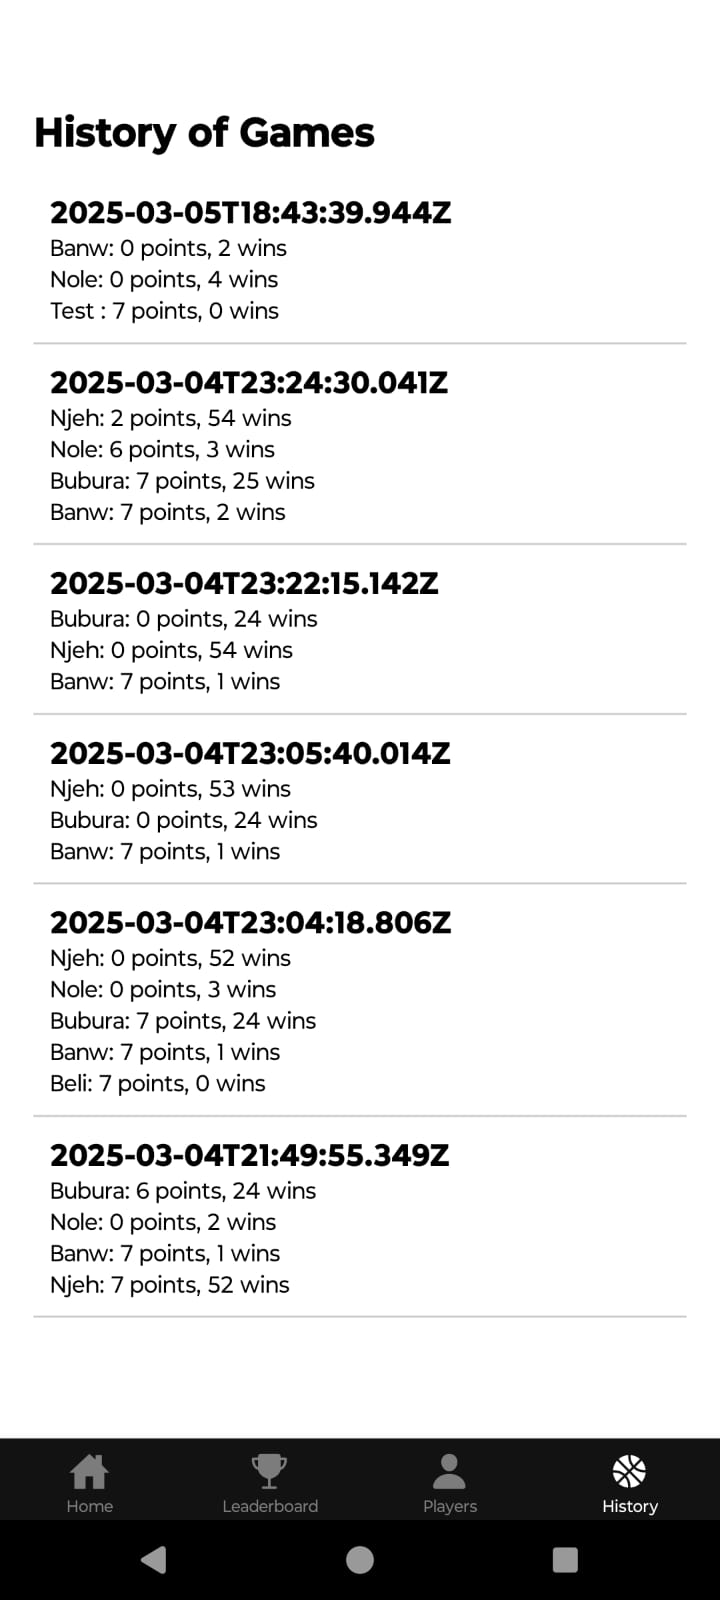 History of Games
2025-03-05T18:43:39.944Z
Banw: 0 points, 2 wins
Nole: 0 points, 4 wins
Test : 7 points, 0 wins
2025-03-04T23:24:30.041Z
Njeh: 2 points, 54 wins
Nole: 6 points, 3 wins
Bubura: 7 points, 25 wins
Banw: 7 points, 2 wins
2025-03-04T23:22:15.142Z
Bubura: 0 points, 24 wins
Njeh: 0 points, 54 wins
Banw: 7 points, 1 wins
2025-03-04T23:05:40.014Z
Njeh: 0 points, 53 wins
Bubura: 0 points, 24 wins
Banw: 7 points, 1 wins
2025-03-04T23:04:18.806Z
Njeh: 0 points, 52 wins
Nole: 0 points, 3 wins
Bubura: 7 points, 24 wins
Banw: 7 points, 1 wins
Beli: 7 points, 0 wins
2025-03-04T21:49:55.349Z
Bubura: 6 points, 24 wins
Nole: 0 points, 2 wins
Banw: 7 points, 1 wins
Njeh: 7 points, 52 wins
Home Leaderboard Players History